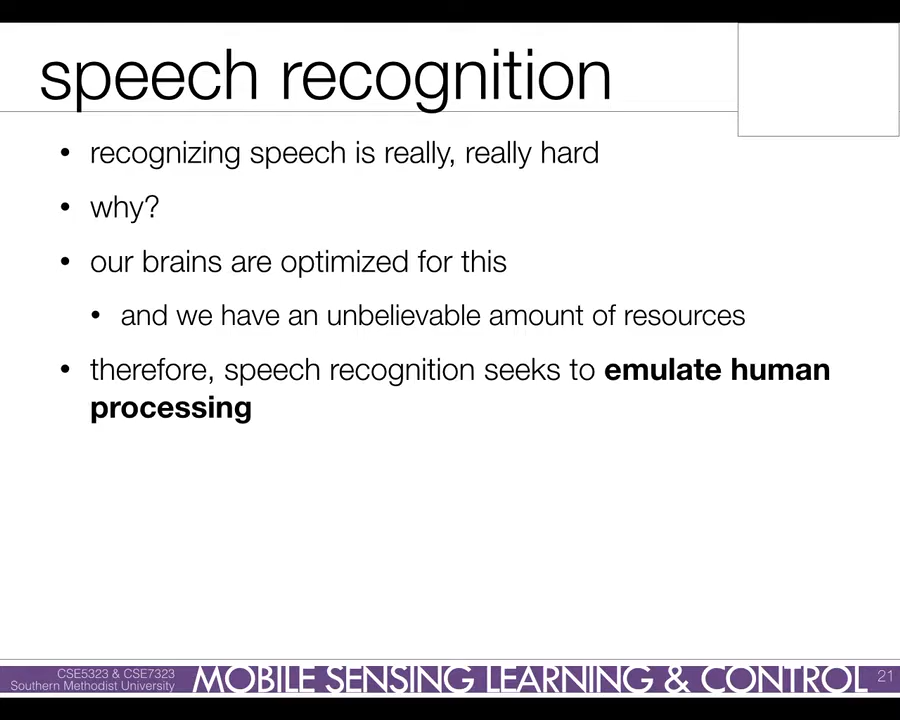 speech recognition
• recognizing speech is really, really hard
• why?
• our brains are optimized for this
• and we have an unbelievable amount of resources
• therefore, speech recognition seeks to emulate human
processing
CSE5323 & CSE7323
Southern Methodist University
MOBILE SENSING LEARNING & CONTROL
21